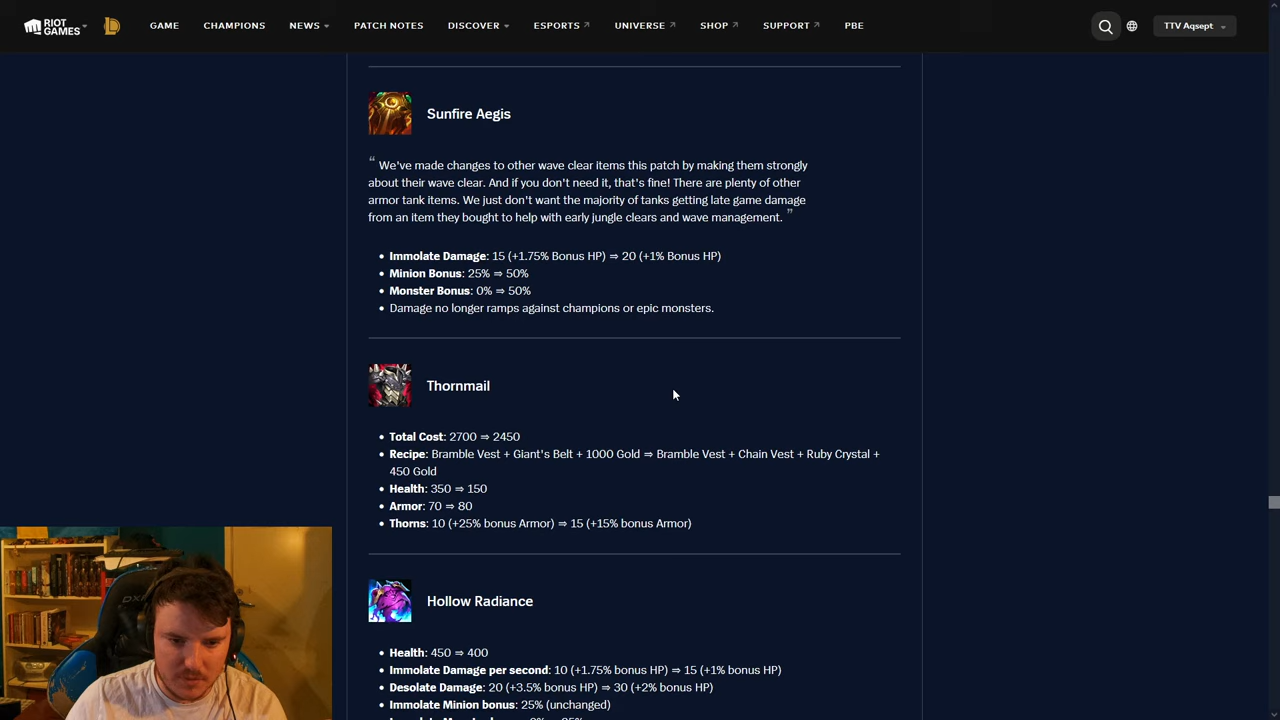 RIOT GAMES GAME CHAMPIONS NEWS PATCH NOTES DISCOVER ESPORTS UNIVERSE SHOP SUPPORT PBE TTV Aqsept
Sunfire Aegis
“ We've made changes to other wave clear items this patch by making them strongly
about their wave clear. And if you don't need it, that's fine! There are plenty of other
armor tank items. We just don't want the majority of tanks getting late game damage
from an item they bought to help with early jungle clears and wave management. ”
• Immolate Damage: 15 (+1.75% Bonus HP) ⇒ 20 (+1% Bonus HP)
• Minion Bonus: 25% ⇒ 50%
• Monster Bonus: 0% ⇒ 50%
• Damage no longer ramps against champions or epic monsters.
Thornmail
• Total Cost: 2700 ⇒ 2450
• Recipe: Bramble Vest + Giant's Belt + 1000 Gold ⇒ Bramble Vest + Chain Vest + Ruby Crystal +
450 Gold
• Health: 350 ⇒ 150
• Armor: 70 ⇒ 80
• Thorns: 10 (+25% bonus Armor) ⇒ 15 (+15% bonus Armor)
Hollow Radiance
• Health: 450 ⇒ 400
• Immolate Damage per second: 10 (+1.75% bonus HP) ⇒ 15 (+1% bonus HP)
• Desolate Damage: 20 (+3.5% bonus HP) ⇒ 30 (+2% bonus HP)
• Immolate Minion bonus: 25% (unchanged)